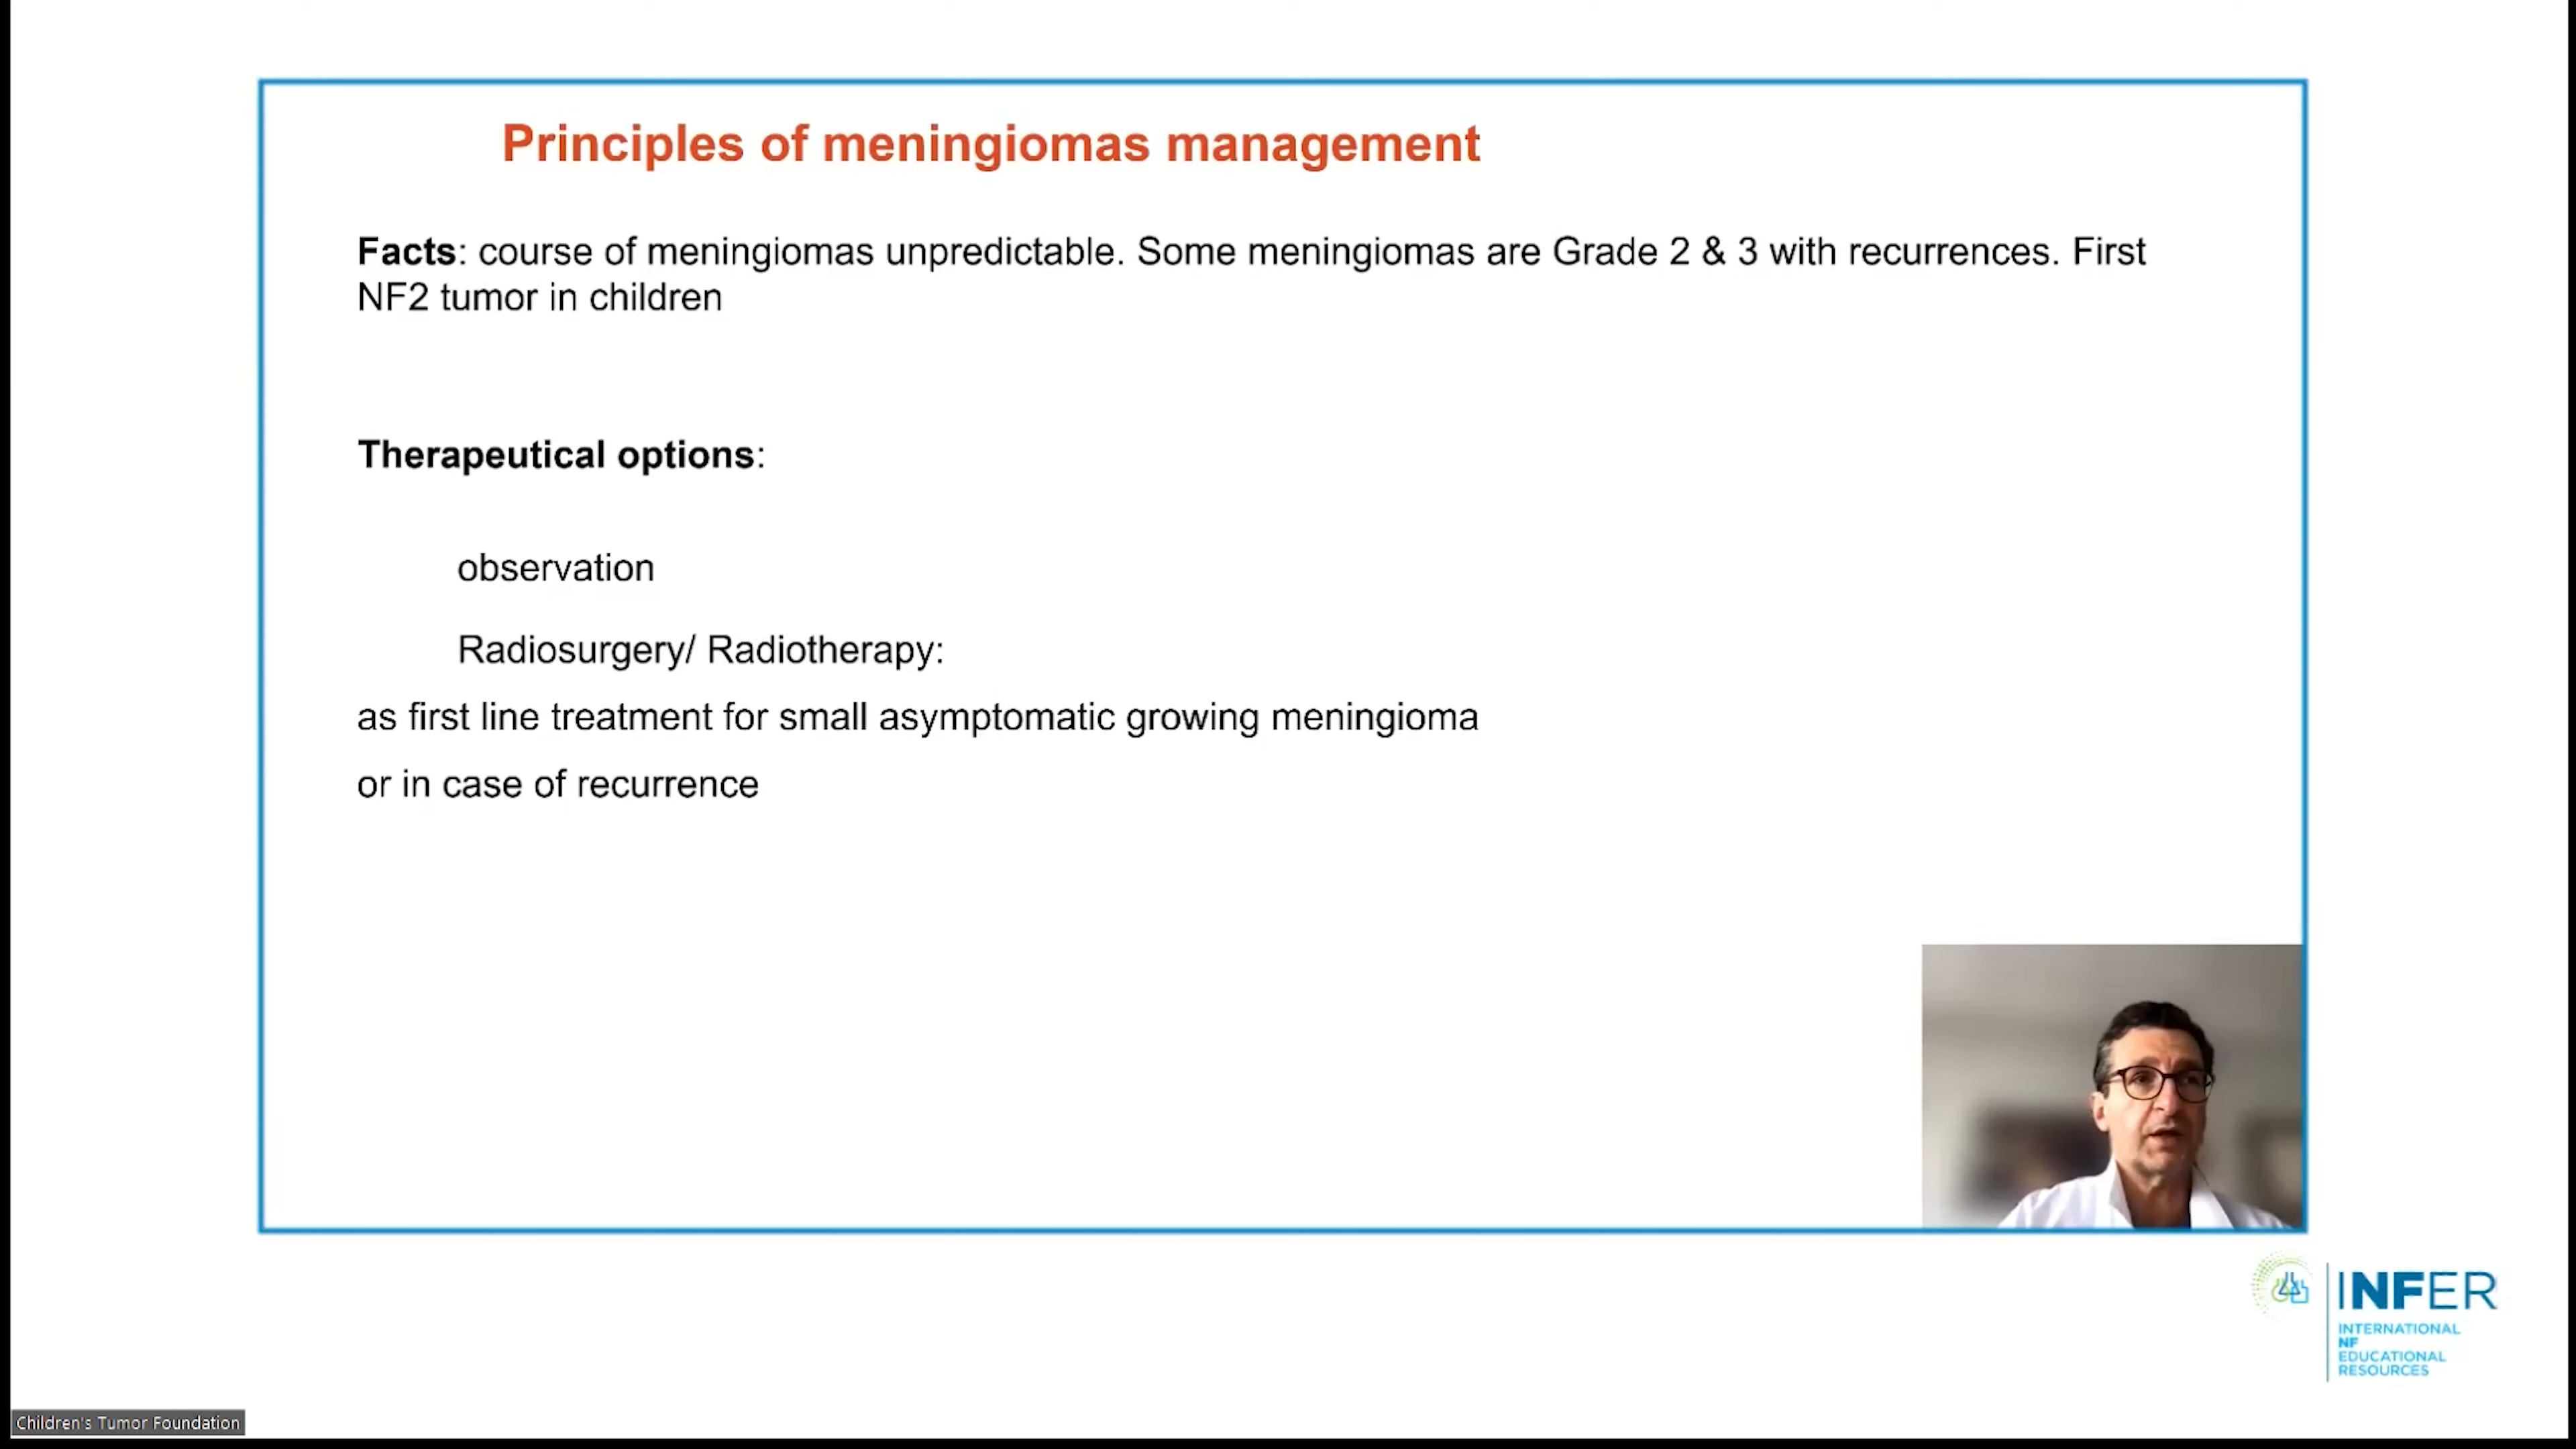 Principles of meningiomas management
Facts: course of meningiomas unpredictable. Some meningiomas are Grade 2 & 3 with recurrences. First
NF2 tumor in children
Therapeutical options:
observation
Radiosurgery/ Radiotherapy:
as first line treatment for small asymptomatic growing meningioma
or in case of recurrence
INFER
INTERNATIONAL
NF
EDUCATIONAL
RESOURCES
Children's Tumor Foundation